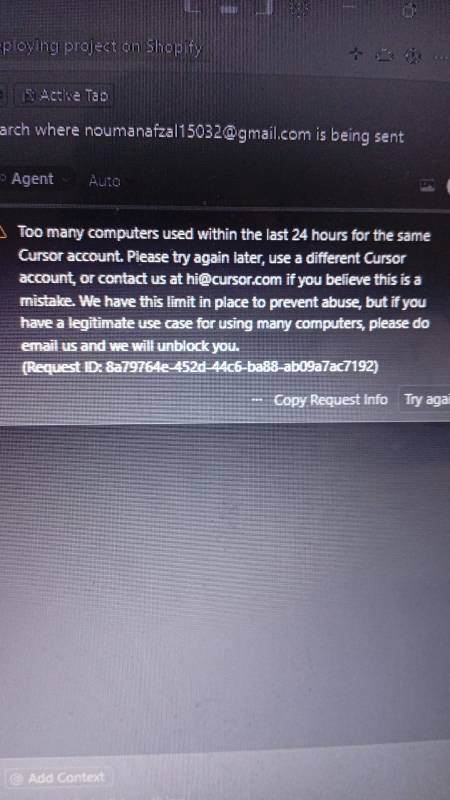 ploying project on Shopify
Active Tab
arch where noumanafzal15032@gmail.com is being sent
Agent Auto
Too many computers used within the last 24 hours for the same
Cursor account. Please try again later, use a different Cursor
account, or contact us at hi@cursor.com if you believe this is a
mistake. We have this limit in place to prevent abuse, but if you
have a legitimate use case for using many computers, please do
email us and we will unblock you.
(Request ID: 8a79764e-452d-44c6-ba88-ab09a7ac7192)
Copy Request Info Try agai
Add Context